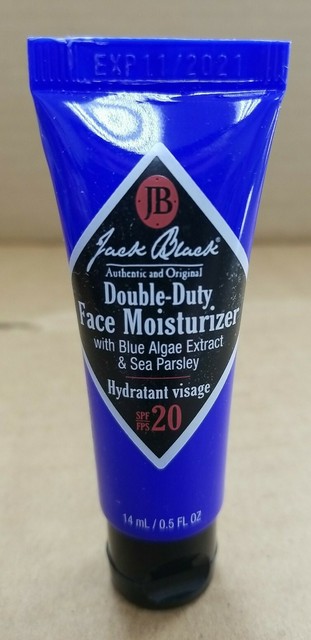 EXP 11/2021
JB
Jack Black®
Authentic and Original
Double-Duty
Face Moisturizer
with Blue Algae Extract
& Sea Parsley
Hydratant visage
SPF
FPS 20
14 mL / 0.5 FL OZ